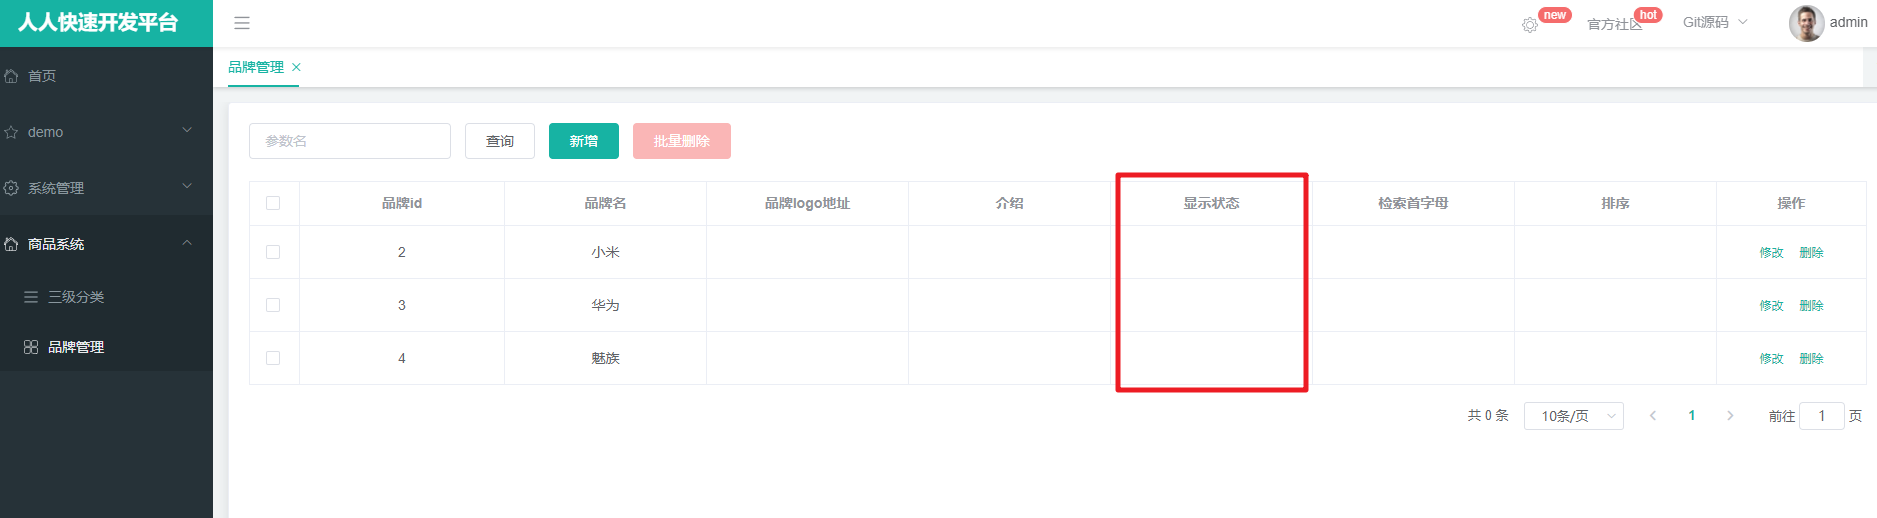 人人快速开发平台
new
官方社区
hot
Git源码
admin
首页
demo
系统管理
商品系统
三级分类
品牌管理
品牌管理
参数名
查询
新增
批量删除
品牌id 品牌名 品牌logo地址 介绍 显示状态 检索首字母 排序 操作
2 小米 修改 删除
3 华为 修改 删除
4 魅族 修改 删除
共 0 条 10条/页 1 前往 1 页